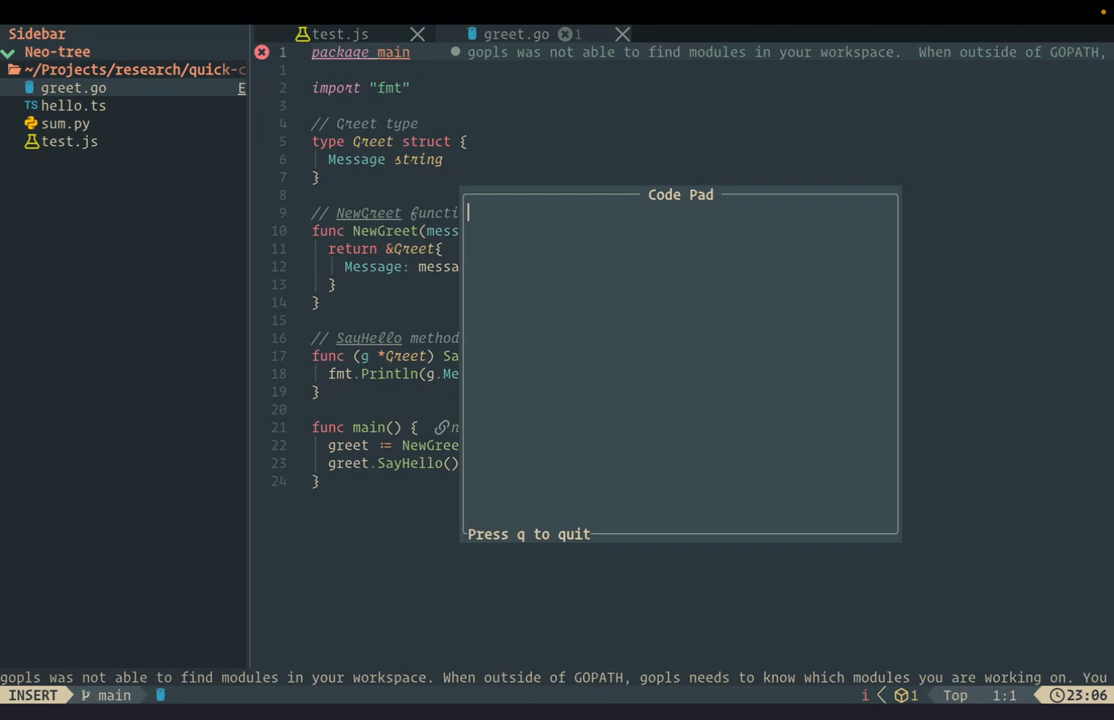 Sidebar
Neo-tree
~/Projects/research/quick-c
greet.go E
hello.ts
sum.py
test.js
test.js greet.go 1
1 package main gopls was not able to find modules in your workspace. When outside of GOPATH,
1
2 import "fmt"
3
4 // Greet type
5 type Greet struct {
6 Message string
7 }
8
9 // NewGreet functi
10 func NewGreet(mess
11 return &Greet{
12 Message: messa
13 }
14 }
15
16 // SayHello method
17 func (g *Greet) Sa
18 fmt.Println(g.Me
19 }
20
21 func main() { n
22 greet := NewGree
23 greet.SayHello()
24 }
Code Pad
Press q to quit
gopls was not able to find modules in your workspace. When outside of GOPATH, gopls needs to know which modules you are working on. You
INSERT main i 1 Top 1:1 23:06